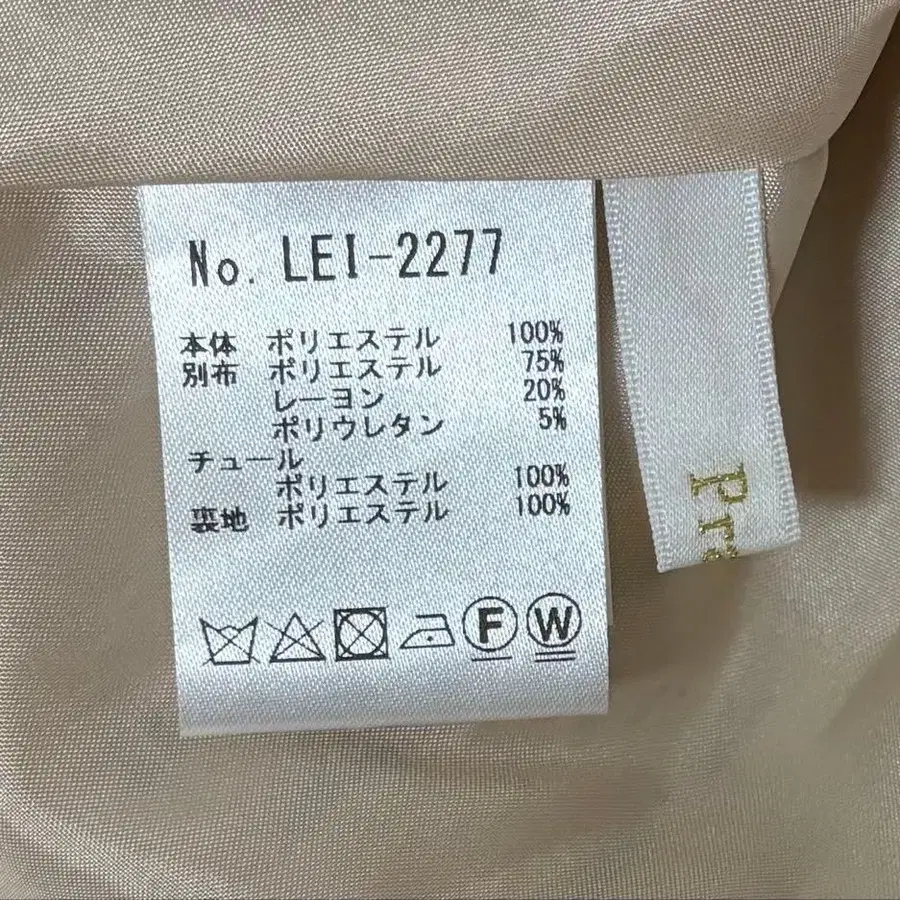 No. LEI-2277
本体 ポリエステル 100%
別布 ポリエステル 75%
レーヨン 20%
ポリウレタン 5%
チュール
ポリエステル 100%
裏地 ポリエステル 100%
F W